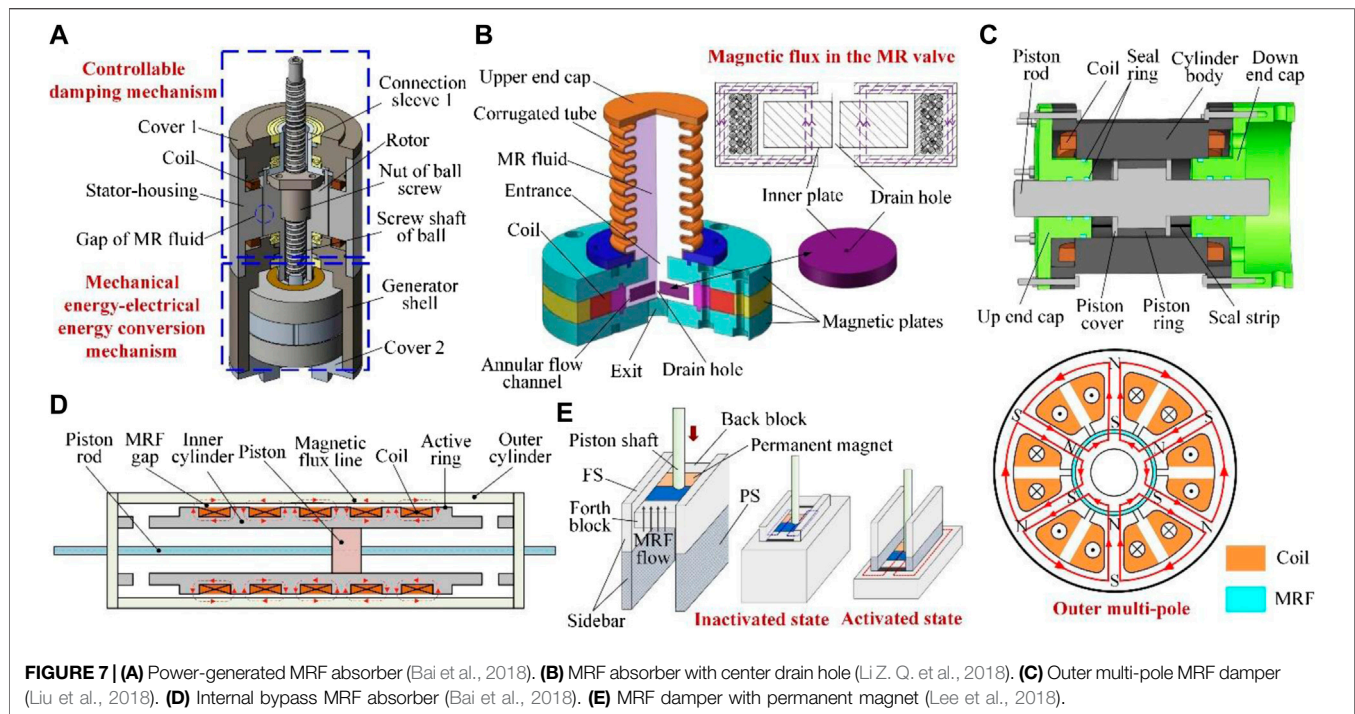 A
Controllable
damping mechanism
Cover 1
Coil
Stator-housing
Gap of MR fluid
Mechanical
energy-electrical
energy conversion
mechanism
Connection
sleeve 1
Rotor
Nut of ball
screw
Screw shaft
of ball
Generator
shell
Cover 2
B
Upper end cap
Corrugated tube
MR fluid
Entrance
Coil
Annular flow
channel
Exit
Drain hole
Magnetic plates
Magnetic flux in the MR valve
Inner plate
Drain hole
C
Piston
rod
Coil
Seal
ring
Cylinder
body
Down
end cap
Up end cap
Piston
cover
Piston
ring
Seal strip
N
N
N
N
N
N
S
S
S
S
S
S
Outer multi-pole
Coil
MRF
D
Piston
rod
MRF
gap
Inner
cylinder
Piston
Magnetic
flux line
Coil
Active
ring
Outer
cylinder
E
Piston shaft
Back block
Permanent magnet
FS
PS
Forth
block
MRF
flow
Sidebar
Inactivated state
Activated state
FIGURE 7 | (A) Power-generated MRF absorber (Bai et al., 2018). (B) MRF absorber with center drain hole (Li Z. Q. et al., 2018). (C) Outer multi-pole MRF damper
(Liu et al., 2018). (D) Internal bypass MRF absorber (Bai et al., 2018). (E) MRF damper with permanent magnet (Lee et al., 2018).